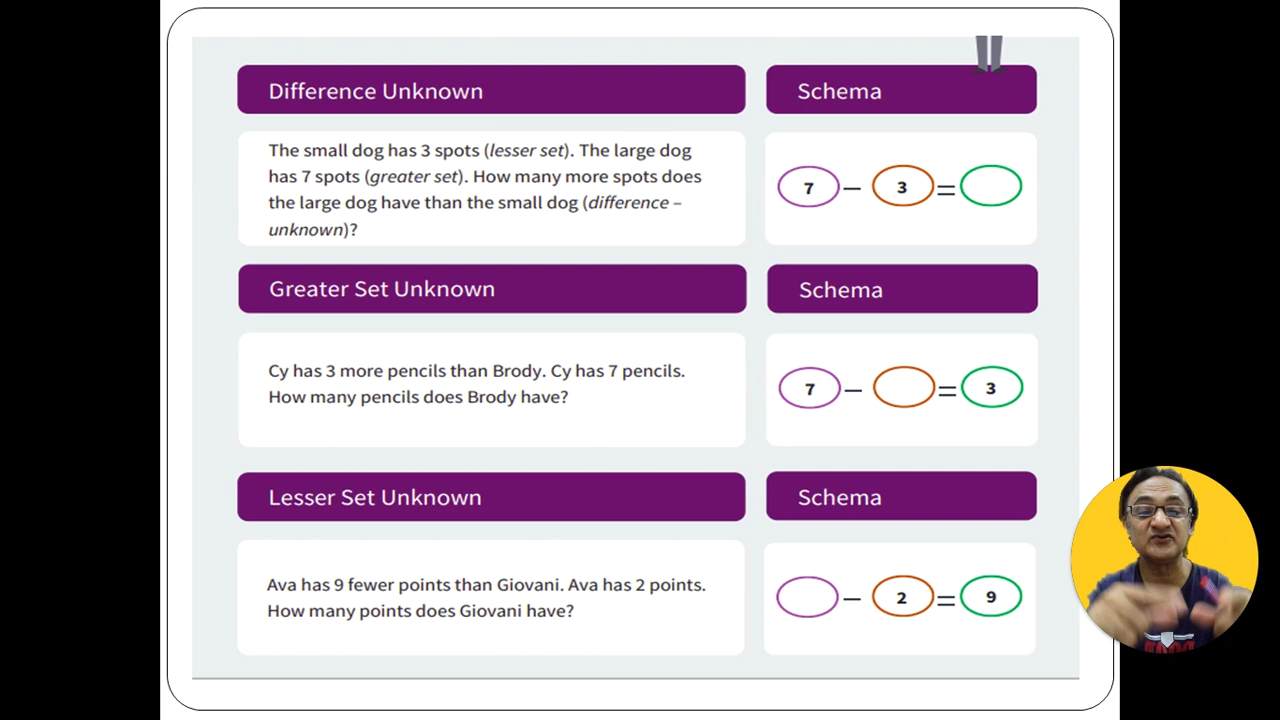 Difference Unknown
Schema
The small dog has 3 spots (lesser set). The large dog
has 7 spots (greater set). How many more spots does
the large dog have than the small dog (difference –
unknown)?
7 – 3 =
Greater Set Unknown
Schema
Cy has 3 more pencils than Brody. Cy has 7 pencils.
How many pencils does Brody have?
7 – = 3
Lesser Set Unknown
Schema
Ava has 9 fewer points than Giovani. Ava has 2 points.
How many points does Giovani have?
– 2 = 9